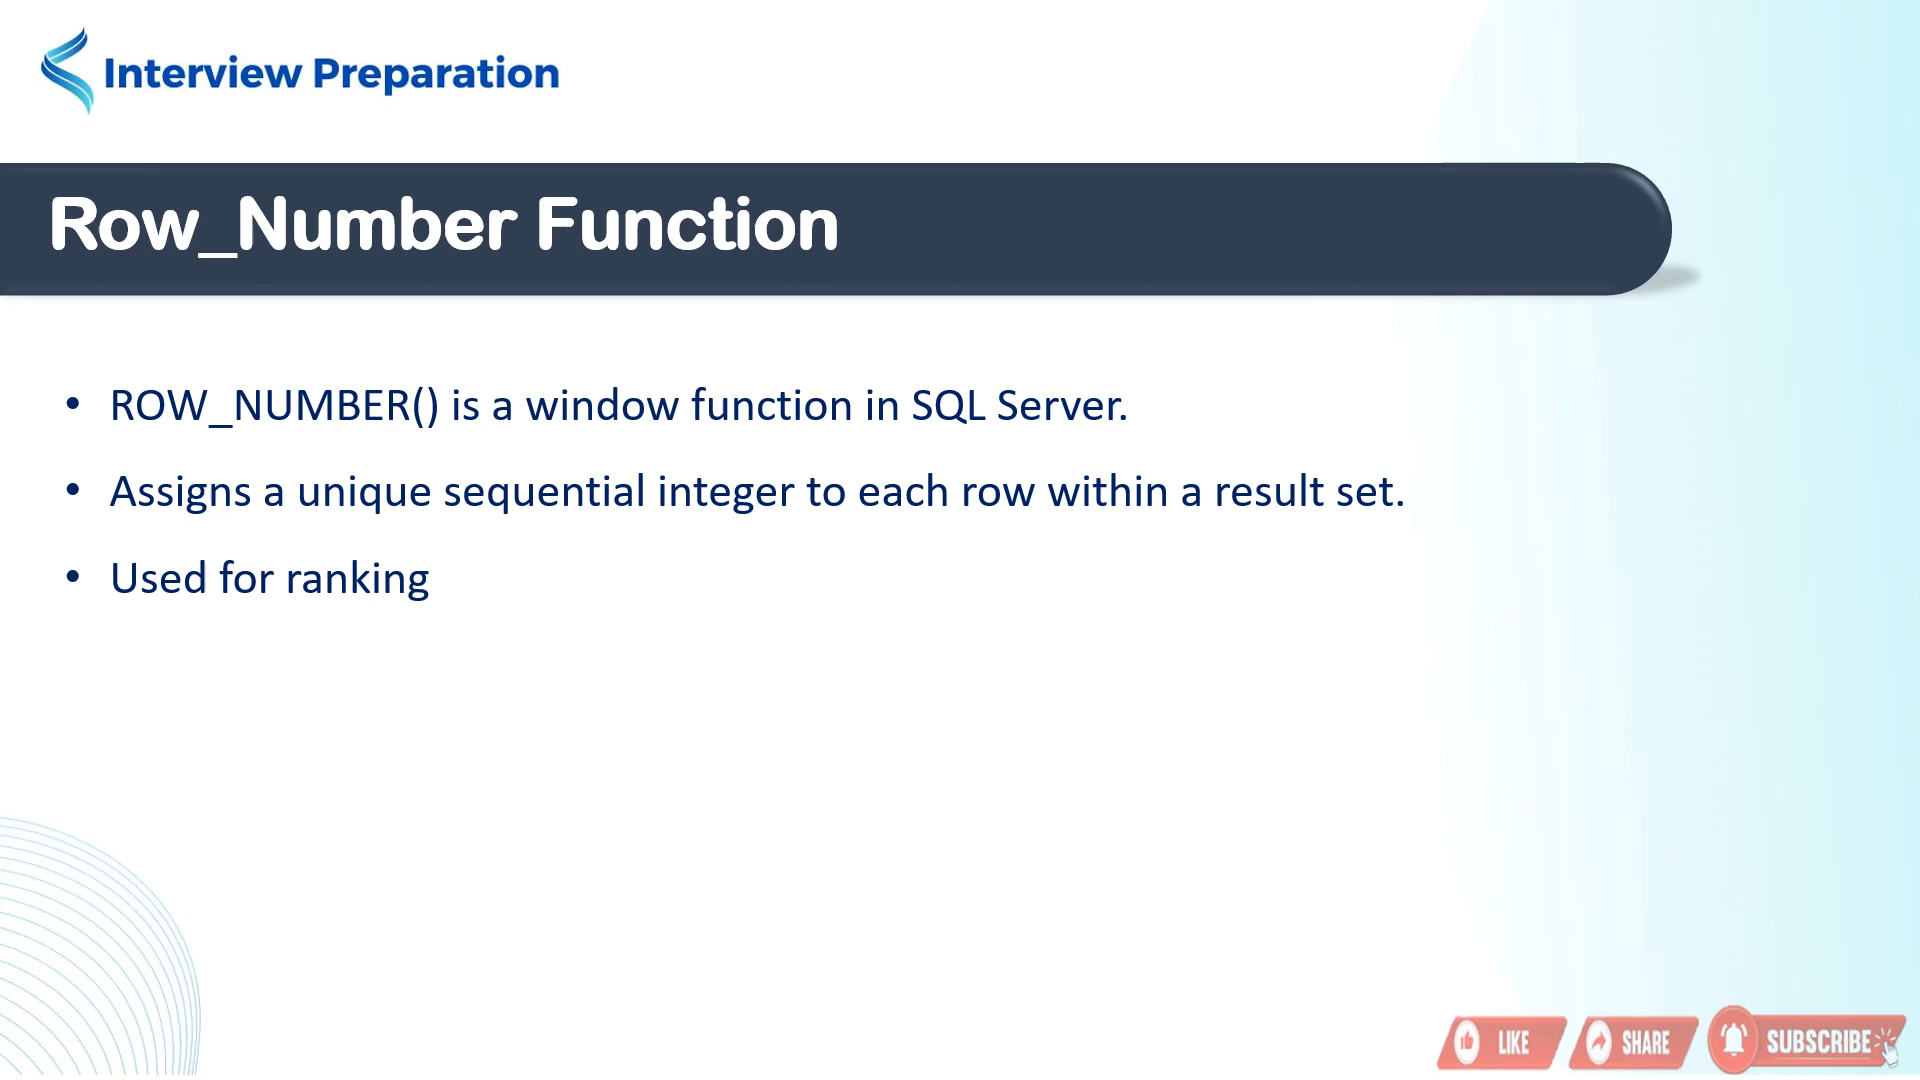 Interview Preparation
Row_Number Function
• ROW_NUMBER() is a window function in SQL Server.
• Assigns a unique sequential integer to each row within a result set.
• Used for ranking
LIKE SHARE SUBSCRIBE